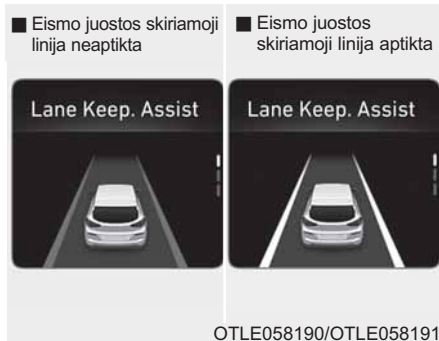 ■ Eismo juostos skiriamoji
linija neaptikta
■ Eismo juostos
skiriamoji linija aptikta
Lane Keep. Assist
Lane Keep. Assist
OTLE058190/OTLE058191